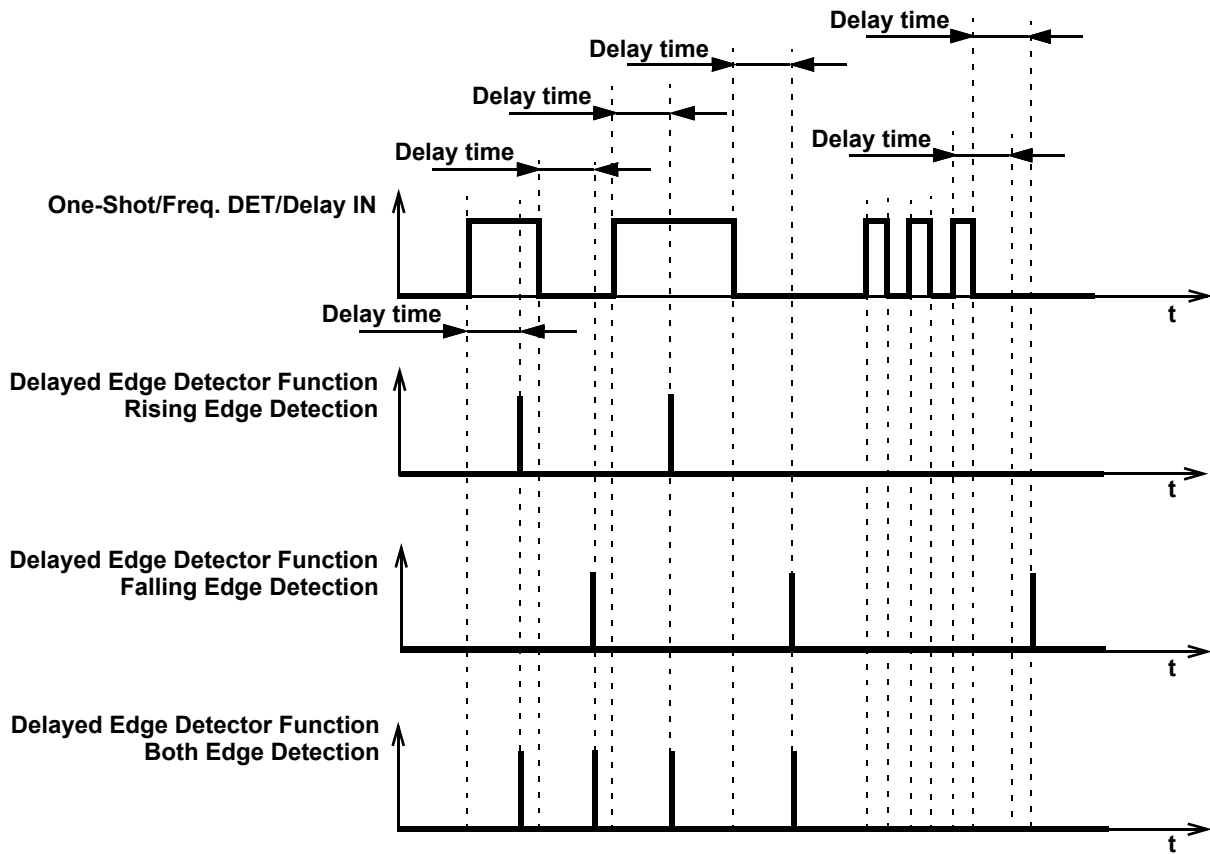 Delay time
Delay time
Delay time
Delay time
Delay time
One-Shot/Freq. DET/Delay IN
t
Delay time
Delayed Edge Detector Function
Rising Edge Detection
t
Delayed Edge Detector Function
Falling Edge Detection
t
Delayed Edge Detector Function
Both Edge Detection
t